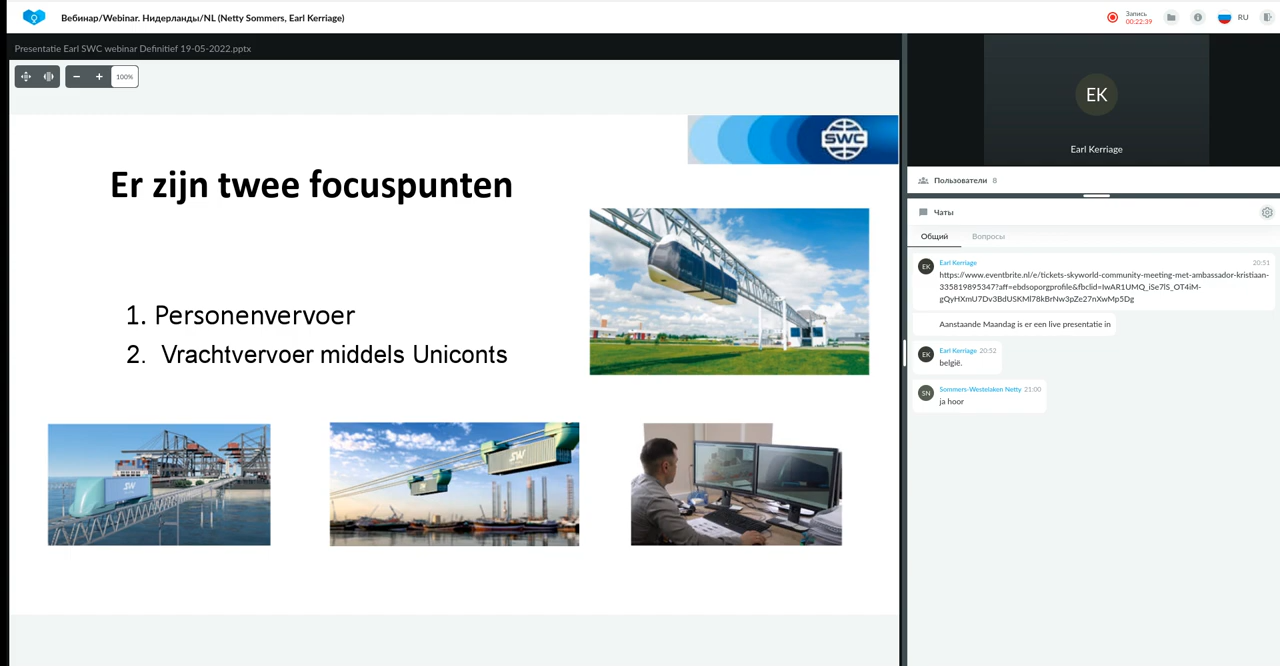 Вебинар/Webinar. Нидерланды/NL (Netty Sommers, Earl Kerriage)
Запись
00:22:39
RU
Presentatie Earl SWC webinar Definitief 19-05-2022.pptx
100%
SWC
Er zijn twee focuspunten
1. Personenvervoer
2. Vrachtvervoer middels Uniconts
SW
SW
EK
Earl Kerriage
Пользователи 8
Чаты
Общий Вопросы
EK
Earl Kerriage 20:51
https://www.eventbrite.nl/e/tickets-skyworld-community-meeting-met-ambassador-kristiaan-
335819895347?aff=ebdsoporgprofile&fbclid=IwAR1UMQ_iSe7lS_OT4iM-
gQyHXmU7Dv3BdUSKMl78kBrNw3pZe27nXwMp5Dg
Aanstaande Maandag is er een live presentatie in
EK
Earl Kerriage 20:52
belgië.
SN
Sommers-Westelaken Netty 21:00
ja hoor